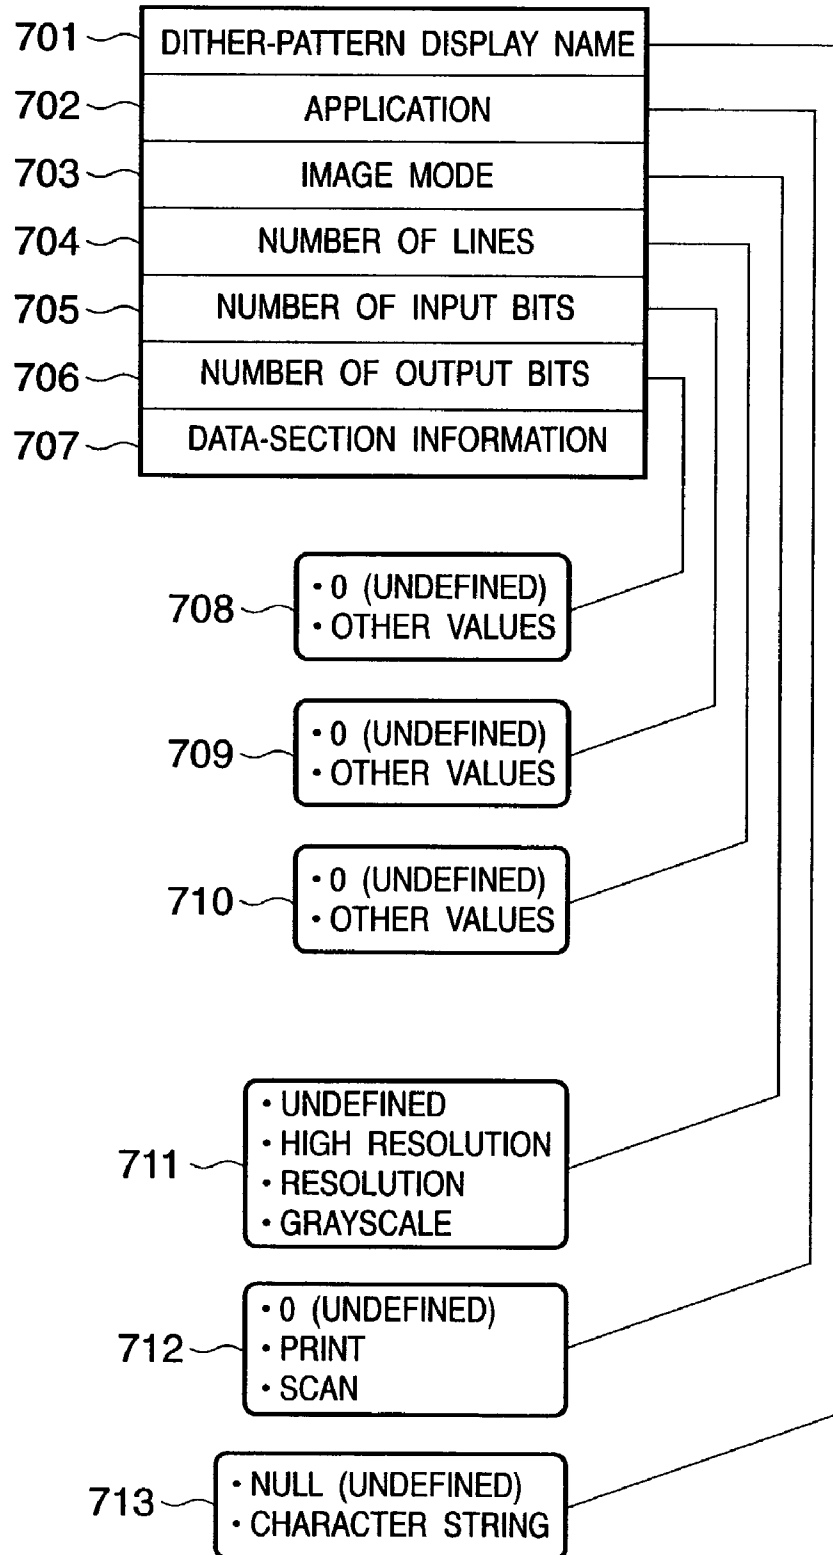 701 DITHER-PATTERN DISPLAY NAME
702 APPLICATION
703 IMAGE MODE
704 NUMBER OF LINES
705 NUMBER OF INPUT BITS
706 NUMBER OF OUTPUT BITS
707 DATA-SECTION INFORMATION
708
· 0 (UNDEFINED)
· OTHER VALUES
709
· 0 (UNDEFINED)
· OTHER VALUES
710
· 0 (UNDEFINED)
· OTHER VALUES
711
· UNDEFINED
· HIGH RESOLUTION
· RESOLUTION
· GRAYSCALE
712
· 0 (UNDEFINED)
· PRINT
· SCAN
713
· NULL (UNDEFINED)
· CHARACTER STRING